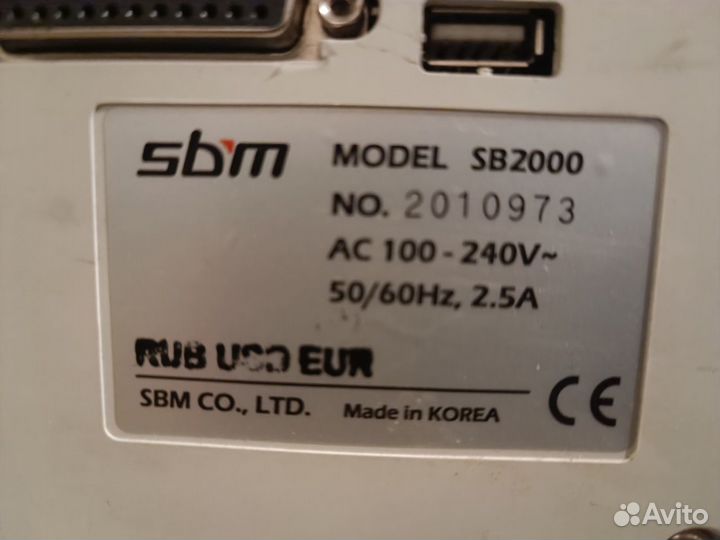 sbm
MODEL SB2000
NO. 2010973
AC 100 - 240V~
50/60Hz, 2.5A
RUB USD EUR
SBM CO., LTD. Made in KOREA CE
Avito